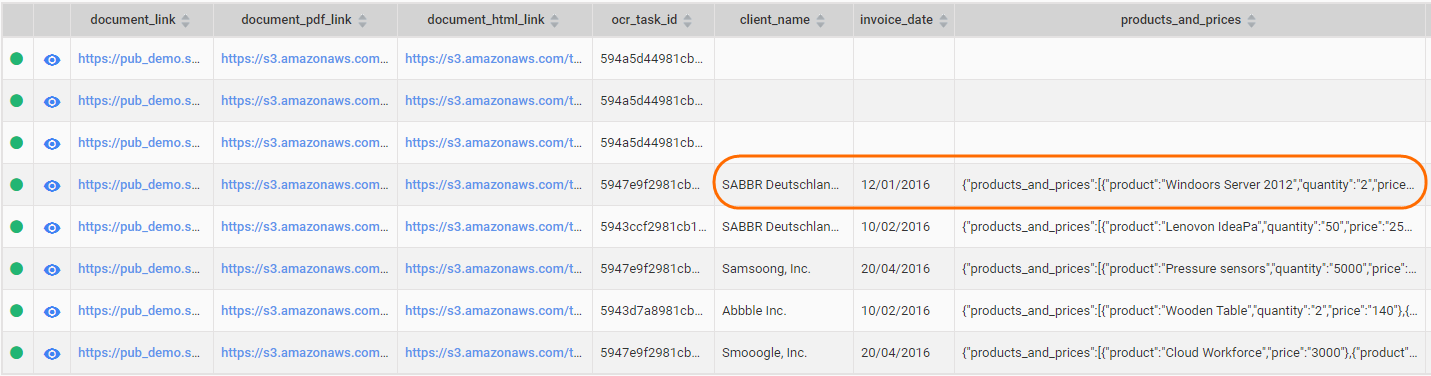 document_link document_pdf_link document_html_link ocr_task_id client_name invoice_date products_and_prices
https://pub_demo.s... https://s3.amazonaws.com... https://s3.amazonaws.com/t... 594a5d44981cb...
https://pub_demo.s... https://s3.amazonaws.com... https://s3.amazonaws.com/t... 594a5d44981cb...
https://pub_demo.s... https://s3.amazonaws.com... https://s3.amazonaws.com/t... 594a5d44981cb...
https://pub_demo.s... https://s3.amazonaws.com... https://s3.amazonaws.com/t... 5947e9f2981cb... SABBR Deutschlan... 12/01/2016 {"products_and_prices":[{"product":"Windoors Server 2012","quantity":"2","price...
https://pub_demo.s... https://s3.amazonaws.com... https://s3.amazonaws.com/t... 5943ccf2981cb1... SABBR Deutschlan... 10/02/2016 {"products_and_prices":[{"product":"Lenovon IdeaPa","quantity":"50","price":"25...
https://pub_demo.s... https://s3.amazonaws.com... https://s3.amazonaws.com/t... 5947e9f2981cb... Samsoong, Inc. 20/04/2016 {"products_and_prices":[{"product":"Pressure sensors","quantity":"5000","price":...
https://pub_demo.s... https://s3.amazonaws.com... https://s3.amazonaws.com/t... 5943d7a8981cb... Abbble Inc. 10/02/2016 {"products_and_prices":[{"product":"Wooden Table","quantity":"2","price":"140"},{...
https://pub_demo.s... https://s3.amazonaws.com... https://s3.amazonaws.com/t... 5947e9f2981cb... Smooogle, Inc. 20/04/2016 {"products_and_prices":[{"product":"Cloud Workforce","price":"3000"},{"product"...